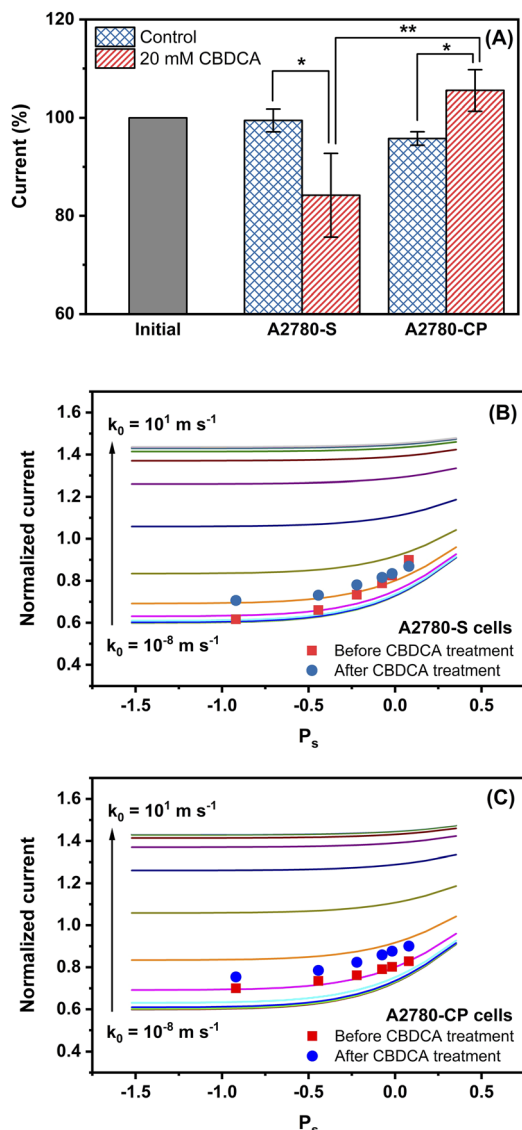 120
110
100
80
60
Current (%)
Control
20 mM CBDCA
(A)
*
**
*
Initial
A2780-S
A2780-CP
(B)
1.6
1.4
1.2
1.0
0.8
0.6
0.4
Normalized current
k₀ = 10¹ m s⁻¹
k₀ = 10⁻⁸ m s⁻¹
A2780-S cells
Before CBDCA treatment
After CBDCA treatment
-1.5
-1.0
-0.5
0.0
0.5
Pₛ
(C)
1.6
1.4
1.2
1.0
0.8
0.6
0.4
Normalized current
k₀ = 10¹ m s⁻¹
k₀ = 10⁻⁸ m s⁻¹
A2780-CP cells
Before CBDCA treatment
After CBDCA treatment
-1.5
-1.0
-0.5
0.0
0.5
Pₛ